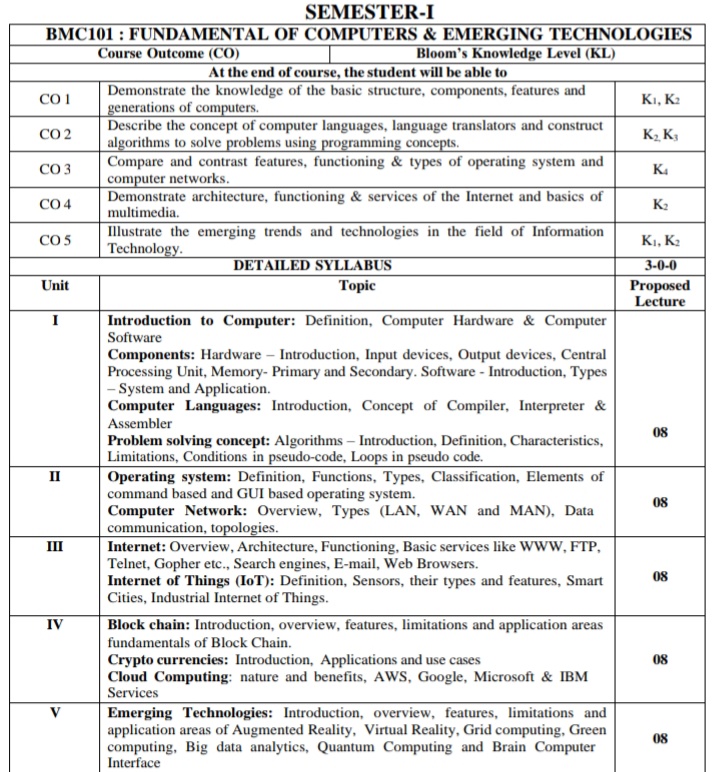 SEMESTER-I
BMC101 : FUNDAMENTAL OF COMPUTERS & EMERGING TECHNOLOGIES
Course Outcome (CO) Bloom's Knowledge Level (KL)
At the end of course, the student will be able to
CO 1 Demonstrate the knowledge of the basic structure, components, features and generations of computers. K1, K2
CO 2 Describe the concept of computer languages, language translators and construct algorithms to solve problems using programming concepts. K2, K3
CO 3 Compare and contrast features, functioning & types of operating system and computer networks. K4
CO 4 Demonstrate architecture, functioning & services of the Internet and basics of multimedia. K2
CO 5 Illustrate the emerging trends and technologies in the field of Information Technology. K1, K2
DETAILED SYLLABUS 3-0-0
Unit Topic Proposed Lecture
I Introduction to Computer: Definition, Computer Hardware & Computer
Software
Components: Hardware – Introduction, Input devices, Output devices, Central
Processing Unit, Memory- Primary and Secondary. Software - Introduction, Types
– System and Application.
Computer Languages: Introduction, Concept of Compiler, Interpreter &
Assembler
Problem solving concept: Algorithms – Introduction, Definition, Characteristics,
Limitations, Conditions in pseudo-code, Loops in pseudo code.
08
II Operating system: Definition, Functions, Types, Classification, Elements of
command based and GUI based operating system.
Computer Network: Overview, Types (LAN, WAN and MAN), Data
communication, topologies.
08
III Internet: Overview, Architecture, Functioning, Basic services like WWW, FTP,
Telnet, Gopher etc., Search engines, E-mail, Web Browsers.
Internet of Things (IoT): Definition, Sensors, their types and features, Smart
Cities, Industrial Internet of Things.
08
IV Block chain: Introduction, overview, features, limitations and application areas
fundamentals of Block Chain.
Crypto currencies: Introduction, Applications and use cases
Cloud Computing: nature and benefits, AWS, Google, Microsoft & IBM
Services
08
V Emerging Technologies: Introduction, overview, features, limitations and
application areas of Augmented Reality, Virtual Reality, Grid computing, Green
computing, Big data analytics, Quantum Computing and Brain Computer
Interface
08